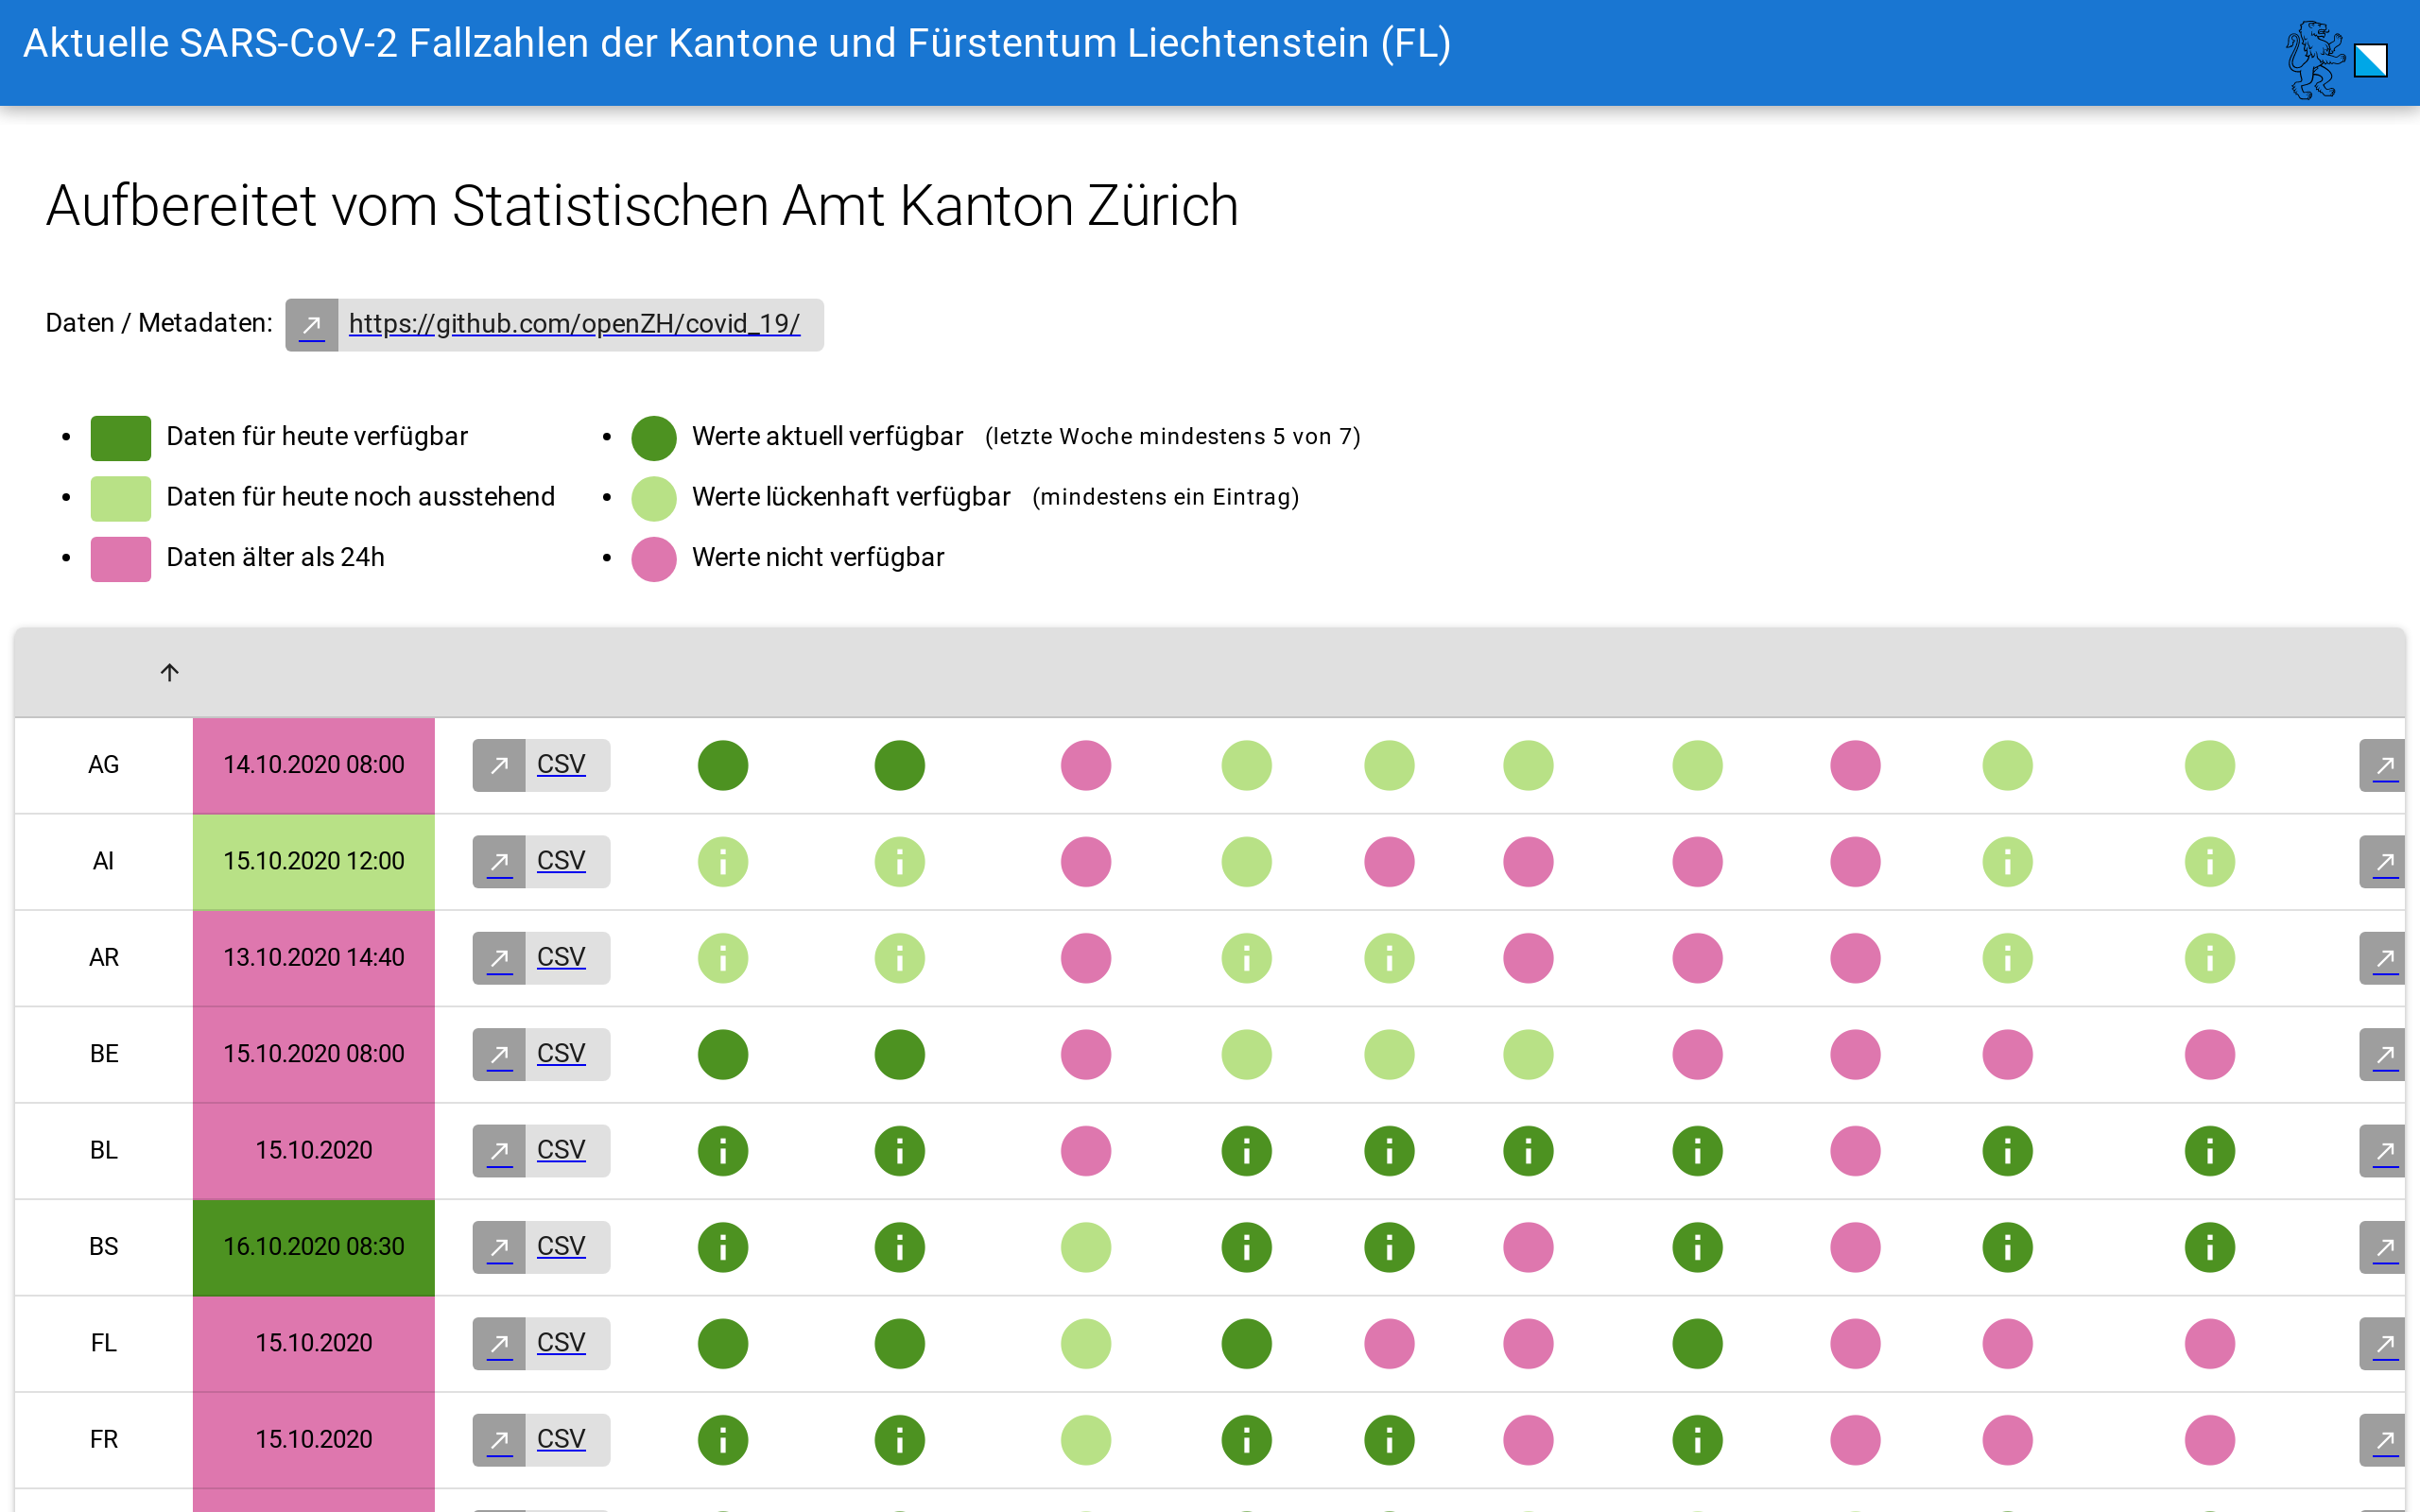 Aktuelle SARS-CoV-2 Fallzahlen der Kantone und Fürstentum Liechtenstein (FL)
Aufbereitet vom Statistischen Amt Kanton Zürich
Daten / Metadaten: https://github.com/openZH/covid_19/
Daten für heute verfügbar
Daten für heute noch ausstehend
Daten älter als 24h
Werte aktuell verfügbar (letzte Woche mindestens 5 von 7)
Werte lückenhaft verfügbar (mindestens ein Eintrag)
Werte nicht verfügbar
AG 14.10.2020 08:00 CSV
AI 15.10.2020 12:00 CSV
AR 13.10.2020 14:40 CSV
BE 15.10.2020 08:00 CSV
BL 15.10.2020 CSV
BS 16.10.2020 08:30 CSV
FL 15.10.2020 CSV
FR 15.10.2020 CSV